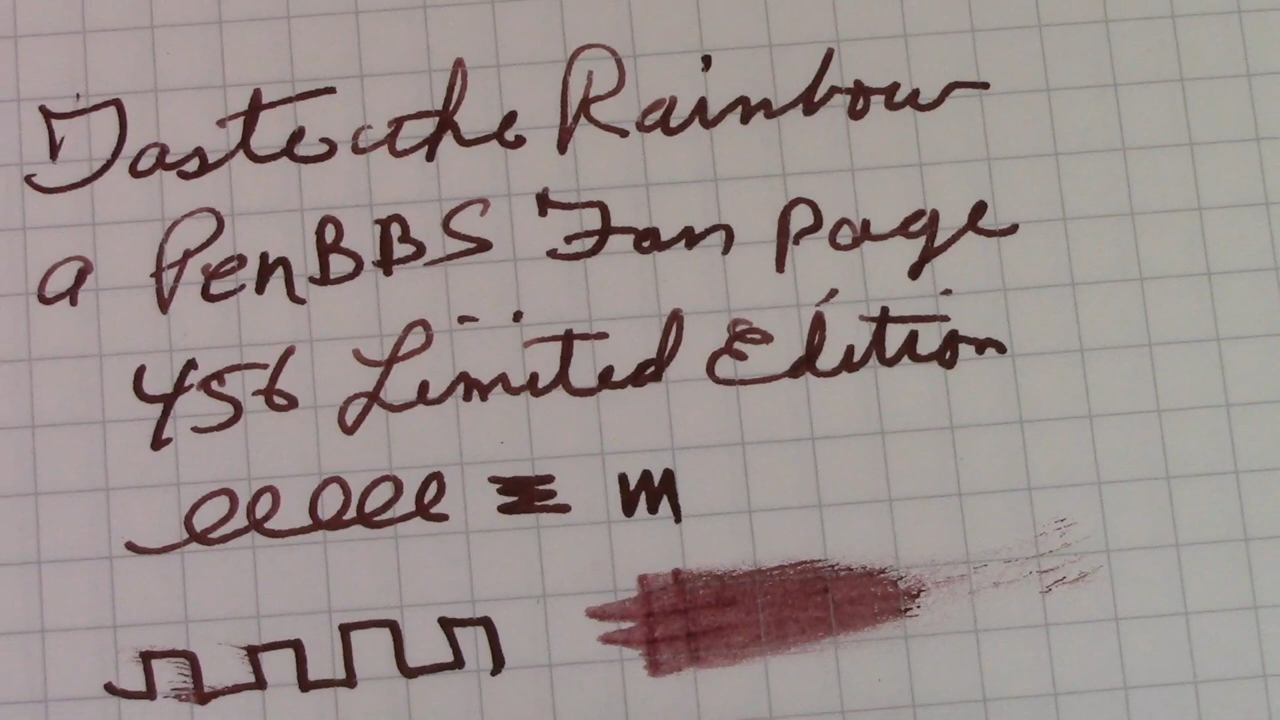 Taste the Rainbow
a PenBBS Fan Page
456 Limited Edition
eeeee M